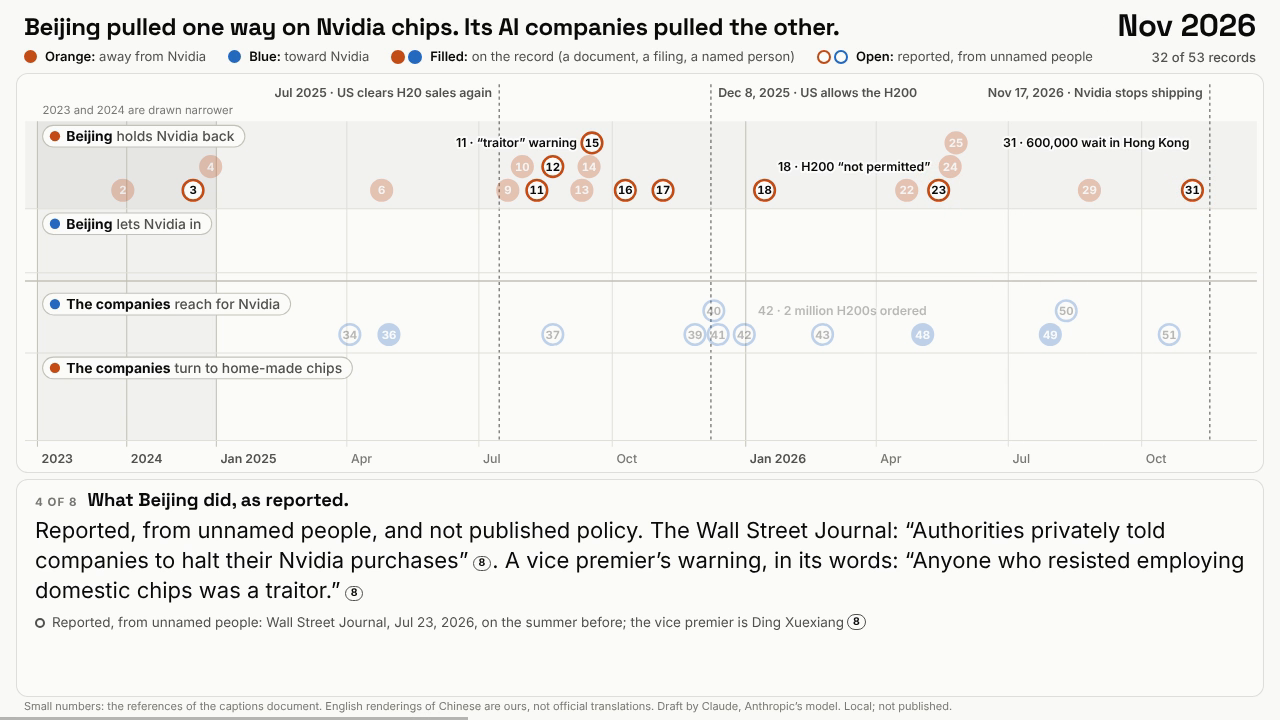 Beijing pulled one way on Nvidia chips. Its AI companies pulled the other.
Nov 2026
Orange: away from Nvidia
Blue: toward Nvidia
Filled: on the record (a document, a filing, a named person)
Open: reported, from unnamed people
32 of 53 records
Jul 2025 · US clears H20 sales again
Dec 8, 2025 · US allows the H200
Nov 17, 2026 · Nvidia stops shipping
2023 and 2024 are drawn narrower
Beijing holds Nvidia back
11 · “traitor” warning 15 25
31 · 600,000 wait in Hong Kong
4 10 12 14
18 · H200 “not permitted” 24
2 3 6 9 11 13 16 17 18 22 23 29 31
Beijing lets Nvidia in
The companies reach for Nvidia
40 42 · 2 million H200s ordered 50
34 36 37 39 41 42 43 48 49 51
The companies turn to home-made chips
2023 2024 Jan 2025 Apr Jul Oct Jan 2026 Apr Jul Oct
4 OF 8 What Beijing did, as reported.
Reported, from unnamed people, and not published policy. The Wall Street Journal: “Authorities privately told
companies to halt their Nvidia purchases” 8. A vice premier’s warning, in its words: “Anyone who resisted employing
domestic chips was a traitor.” 8
Reported, from unnamed people: Wall Street Journal, Jul 23, 2026, on the summer before; the vice premier is Ding Xuexiang 8
Small numbers: the references of the captions document. English renderings of Chinese are ours, not official translations. Draft by Claude, Anthropic’s model. Local; not published.